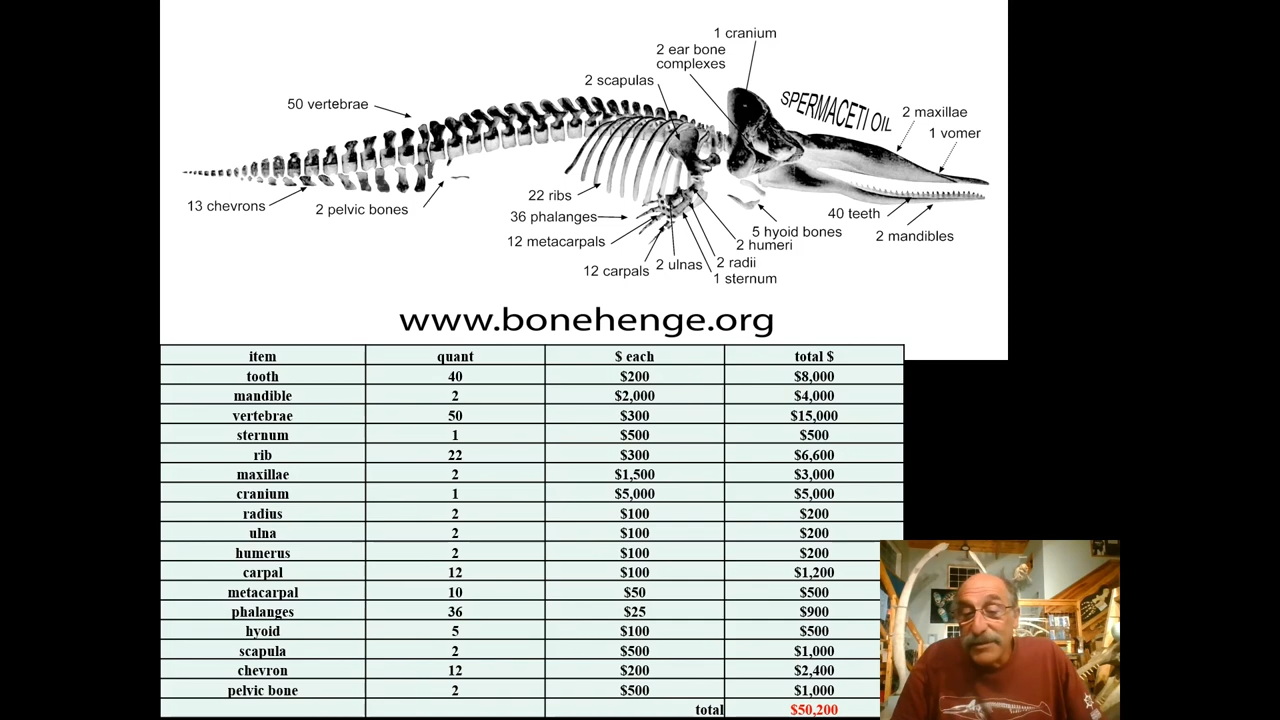 1 cranium
2 ear bone
complexes
2 scapulas
SPERMACETI OIL
50 vertebrae
2 maxillae
1 vomer
13 chevrons
2 pelvic bones
22 ribs
36 phalanges
12 metacarpals
12 carpals
2 ulnas
2 radii
1 sternum
2 humeri
5 hyoid bones
40 teeth
2 mandibles
www.bonehenge.org
item quant $ each total $
tooth 40 $200 $8,000
mandible 2 $2,000 $4,000
vertebrae 50 $300 $15,000
sternum 1 $500 $500
rib 22 $300 $6,600
maxillae 2 $1,500 $3,000
cranium 1 $5,000 $5,000
radius 2 $100 $200
ulna 2 $100 $200
humerus 2 $100 $200
carpal 12 $100 $1,200
metacarpal 10 $50 $500
phalanges 36 $25 $900
hyoid 5 $100 $500
scapula 2 $500 $1,000
chevron 12 $200 $2,400
pelvic bone 2 $500 $1,000
total $50,200